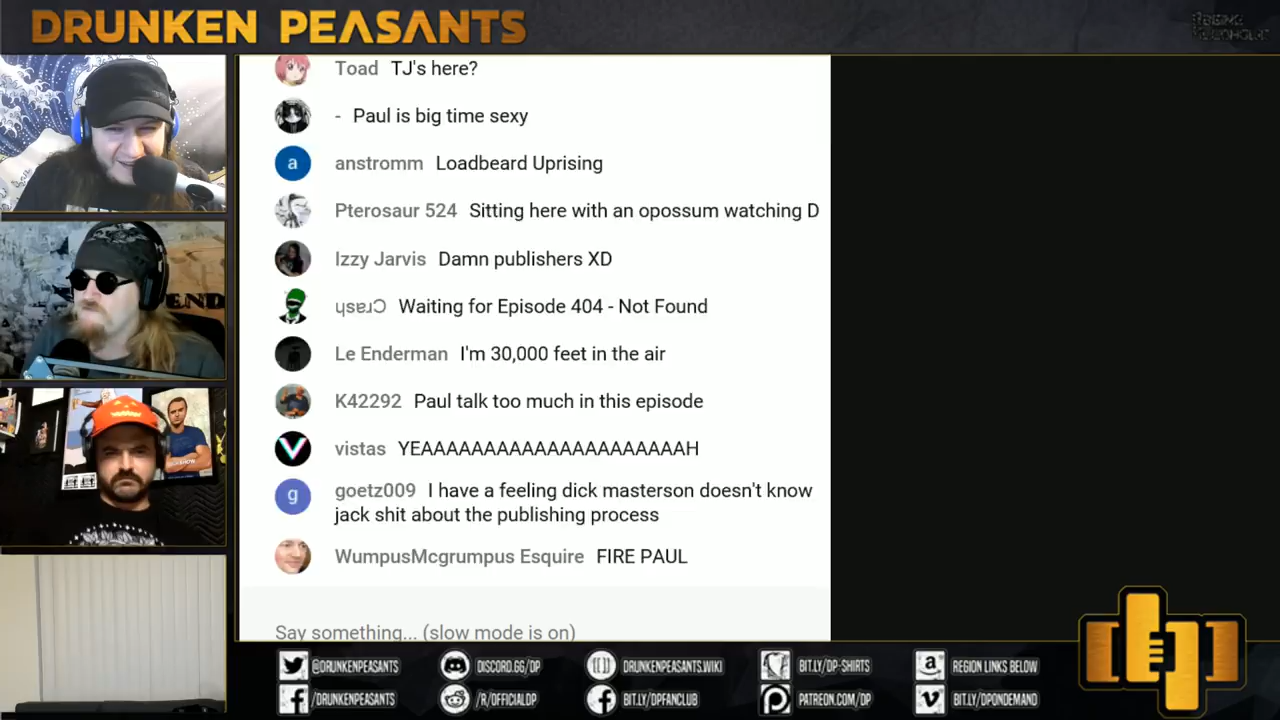 DRUNKEN PEASANTS
Toad TJ's here?
- Paul is big time sexy
a anstromm Loadbeard Uprising
Pterosaur 524 Sitting here with an opossum watching D
Izzy Jarvis Damn publishers XD
ʜƨɒɿƆ Waiting for Episode 404 - Not Found
Le Enderman I'm 30,000 feet in the air
K42292 Paul talk too much in this episode
vistas YEAAAAAAAAAAAAAAAAAAAAAH
g goetz009 I have a feeling dick masterson doesn't know
jack shit about the publishing process
WumpusMcgrumpus Esquire FIRE PAUL
Say something... (slow mode is on)
@DRUNKENPEASANTS DISCORD.GG/DP DRUNKENPEASANTS.WIKI BIT.LY/DP-SHIRTS REGION LINKS BELOW
/DRUNKENPEASANTS /R/OFFICIALDP BIT.LY/DPFANCLUB PATREON.COM/DP BIT.LY/DPONDEMAND